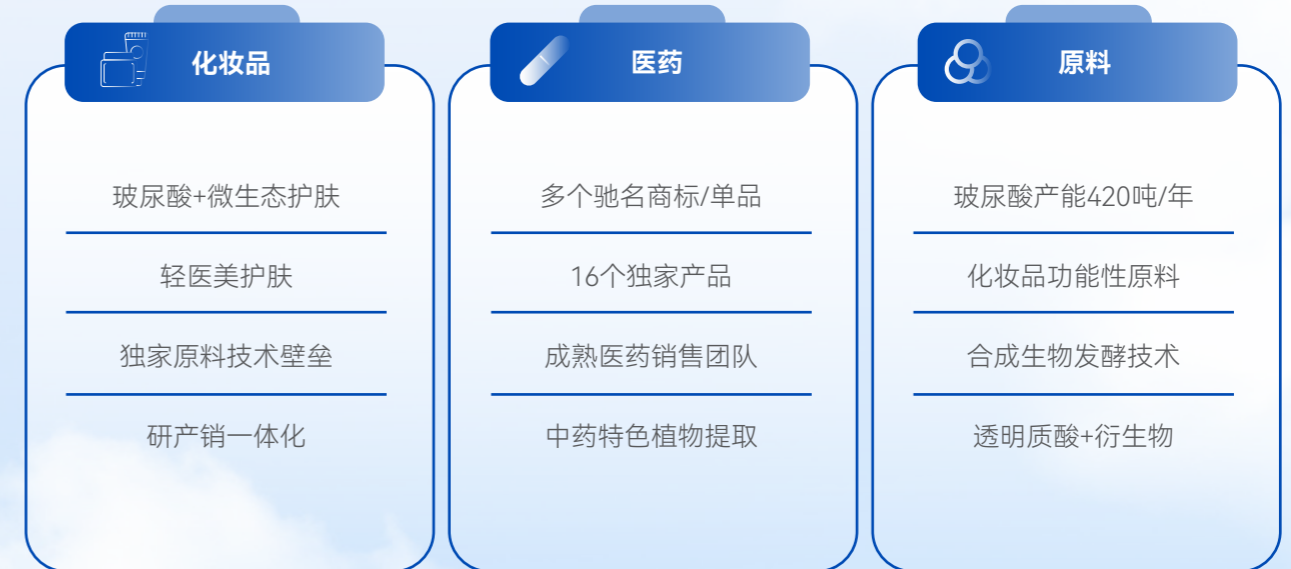 化妆品
玻尿酸+微生态护肤
轻医美护肤
独家原料技术壁垒
研产销一体化
医药
多个驰名商标/单品
16个独家产品
成熟医药销售团队
中药特色植物提取
原料
玻尿酸产能420吨/年
化妆品功能性原料
合成生物发酵技术
透明质酸+衍生物